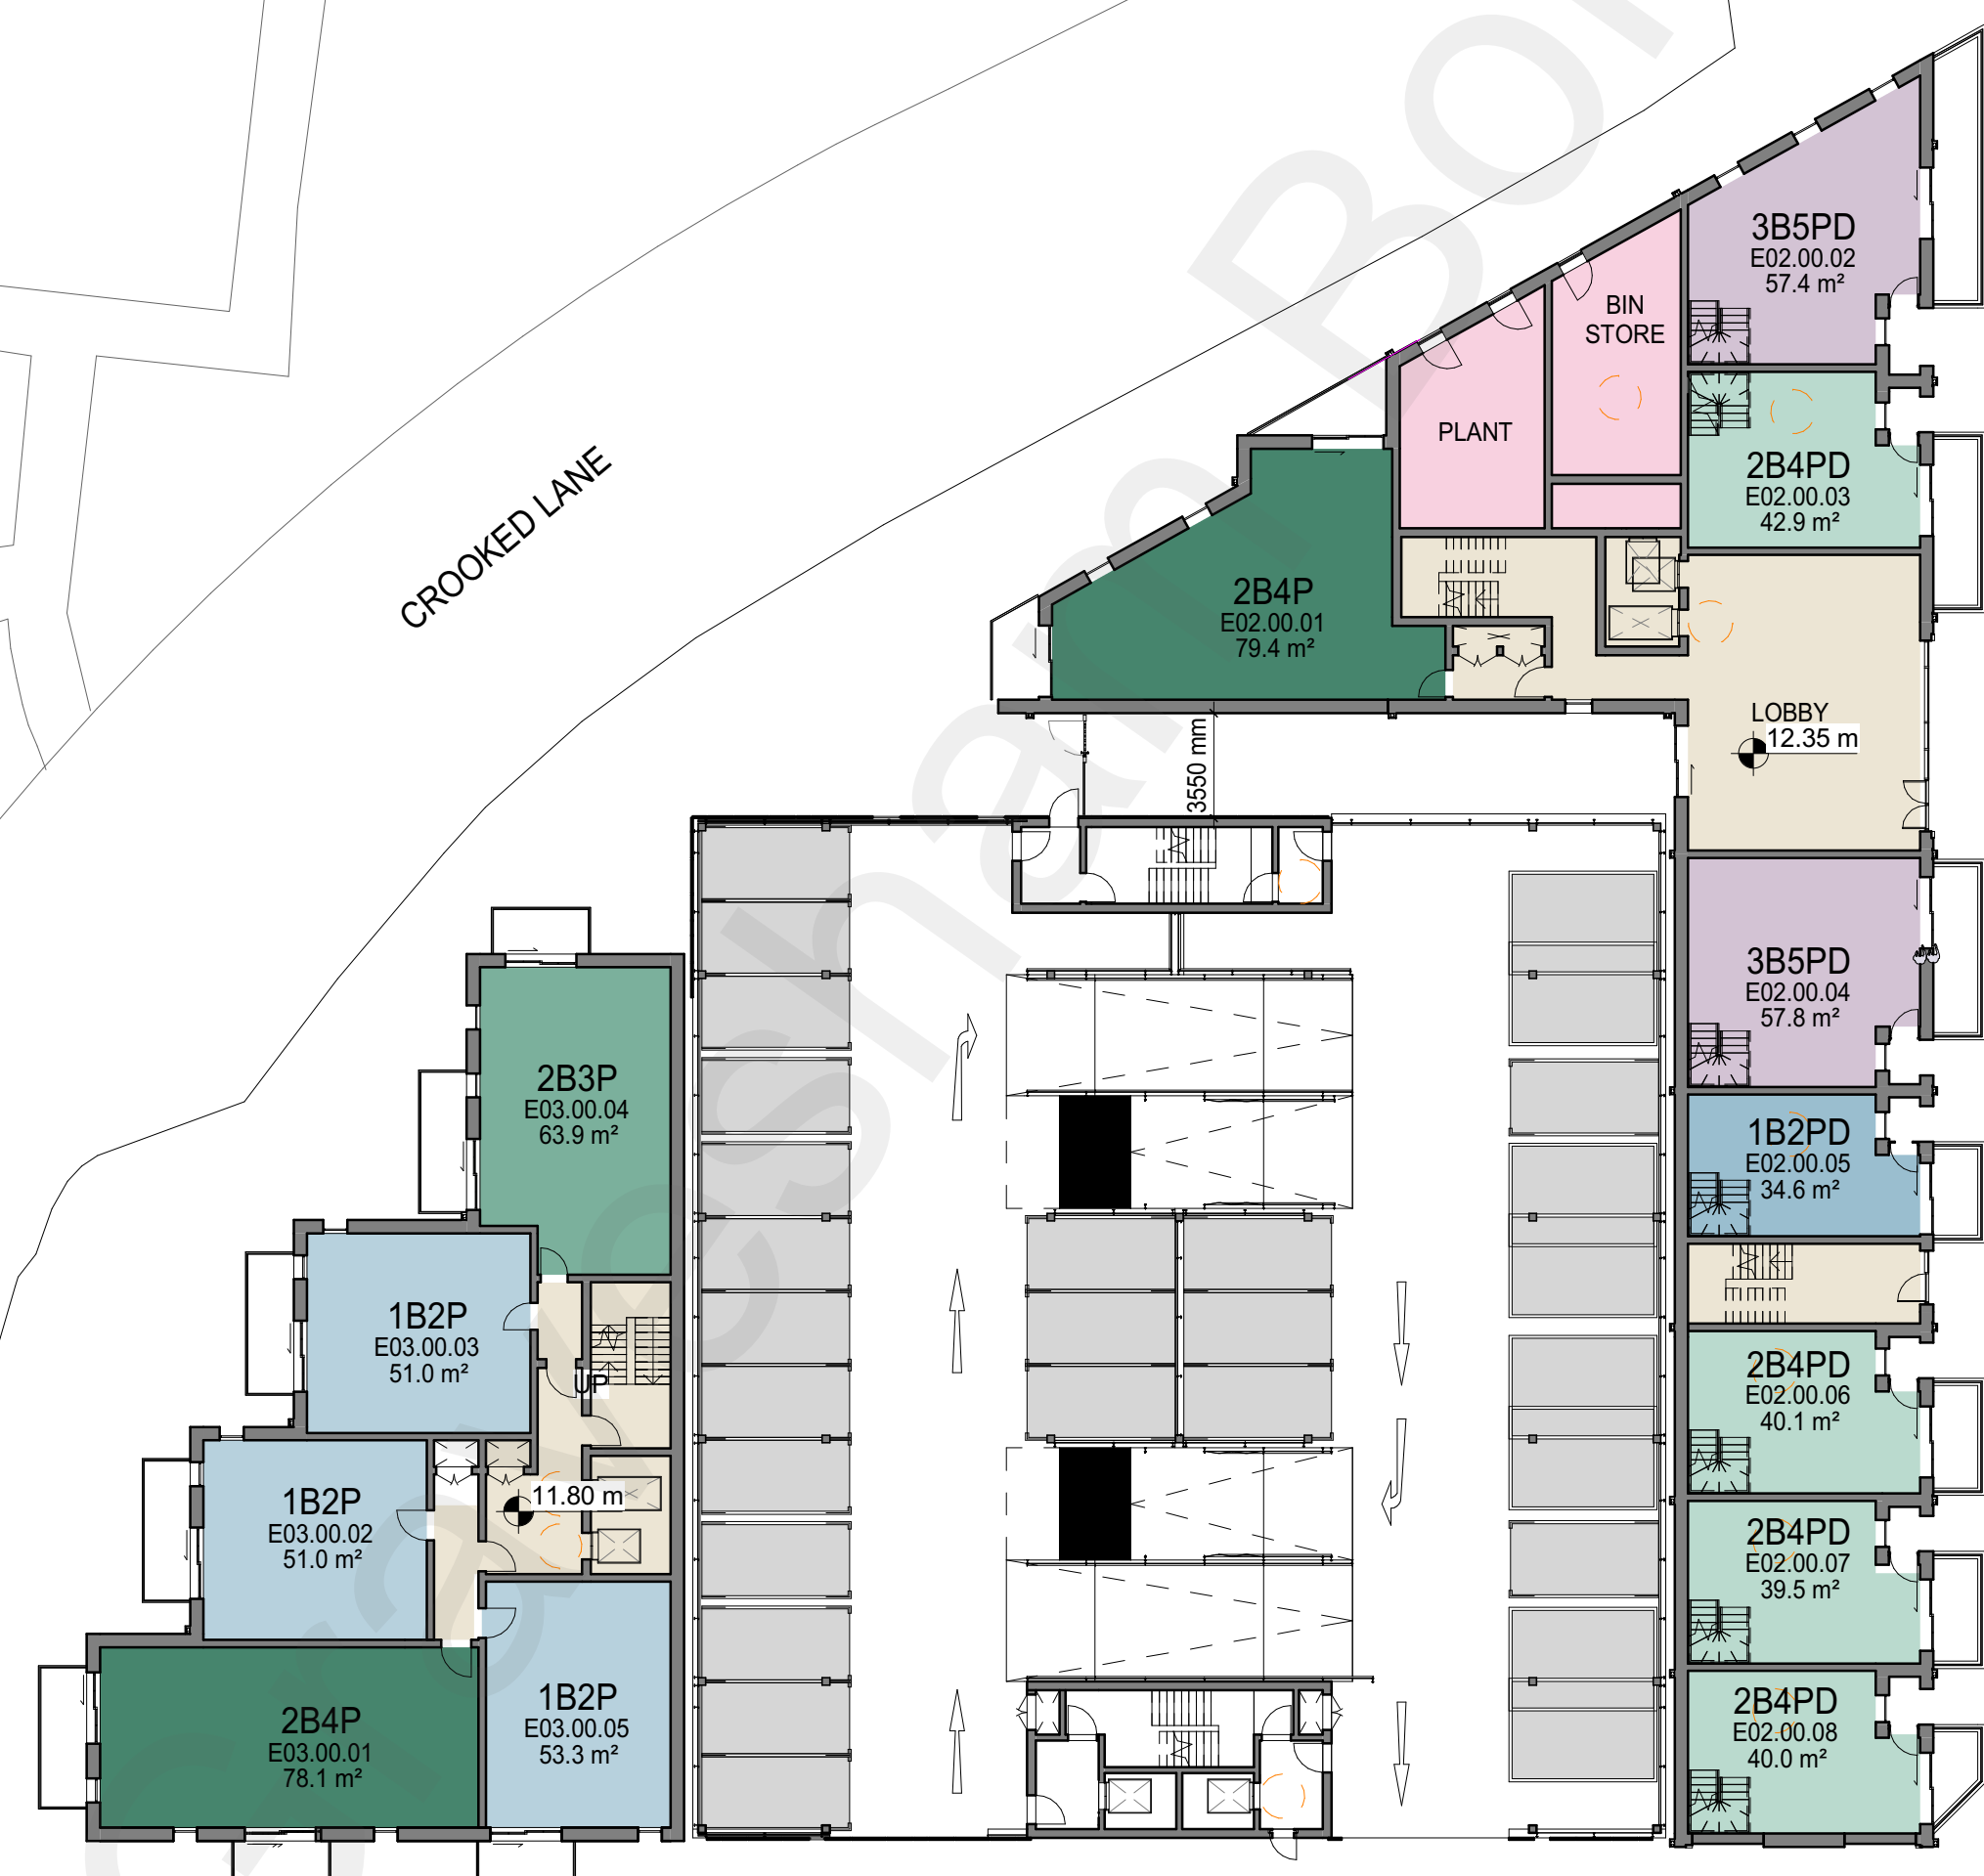 3B5PD
E02.00.02
57.4 m²
BIN
STORE
PLANT
2B4PD
E02.00.03
42.9 m²
CROOKED LANE
2B4P
E02.00.01
79.4 m²
LOBBY
12.35 m
3550 mm
3B5PD
E02.00.04
57.8 m²
2B3P
E03.00.04
63.9 m²
1B2PD
E02.00.05
34.6 m²
1B2P
E03.00.03
51.0 m²
UP
2B4PD
E02.00.06
40.1 m²
1B2P
E03.00.02
51.0 m²
11.80 m
2B4PD
E02.00.07
39.5 m²
2B4P
E03.00.01
78.1 m²
1B2P
E03.00.05
53.3 m²
2B4PD
E02.00.08
40.0 m²
Gravesham Bor